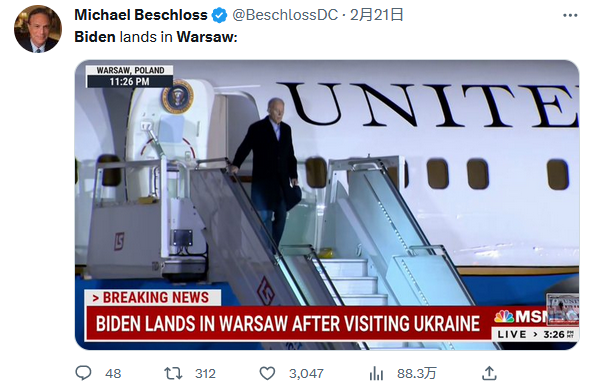 Michael Beschloss @BeschlossDC · 2月21日
Biden lands in Warsaw:
WARSAW, POLAND
11:26 PM
UNITE
> BREAKING NEWS
BIDEN LANDS IN WARSAW AFTER VISITING UKRAINE
MSN
LIVE > 3:26 PM
48 312 3,047 88.3万